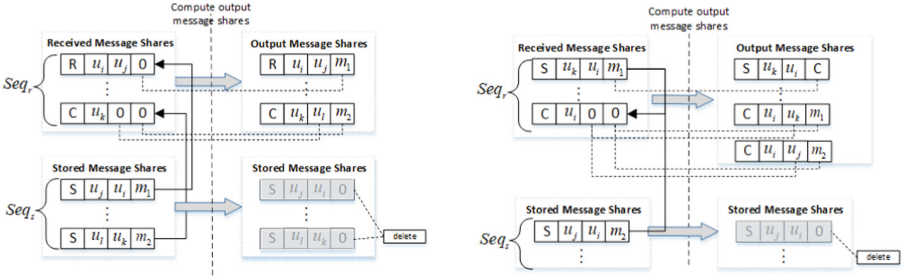 Compute output
message shares
Received Message Shares
Output Message Shares
R u_i u_j 0
R u_i u_j m_1
⋮
⋮
Seq_r
C u_k 0 0
C u_k u_l m_2
Stored Message Shares
Stored Message Shares
S u_j u_i m_1
S u_j u_i 0
⋮
⋮
Seq_s
delete
S u_l u_k m_2
S u_l u_k 0
Compute output
message shares
Received Message Shares
Output Message Shares
S u_k u_i m_1
S u_k u_i C
⋮
⋮
Seq_r
C u_i 0 0
C u_i u_k m_1
C u_i u_j m_2
Stored Message Shares
Stored Message Shares
Seq_s
S u_j u_i m_2
S u_j u_i 0
⋮
⋮
delete